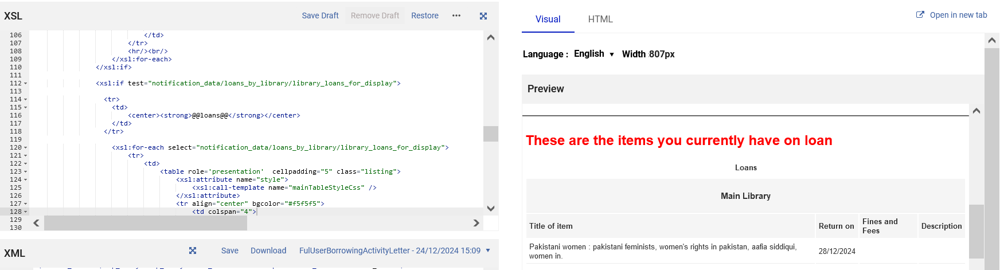 XSL
Save Draft Remove Draft Restore •••
106 </td>
107 </tr>
108 <hr/><br/>
109 </xsl:for-each>
110 </xsl:if>
111
112 <xsl:if test="notification_data/loans_by_library/library_loans_for_display">
113
114 <tr>
115 <td>
116 <center><strong>@@loans@@</strong></center>
117 </td>
118 </tr>
119
120 <xsl:for-each select="notification_data/loans_by_library/library_loans_for_display">
121 <tr>
122 <td>
123 <table role='presentation'  cellpadding="5" class="listing">
124 <xsl:attribute name="style">
125 <xsl:call-template name="mainTableStyleCss" />
126 </xsl:attribute>
127 <tr align="center" bgcolor="#f5f5f5">
128 <td colspan="4">
129
130
XML
Save Download FulUserBorrowingActivityLetter - 24/12/2024 15:09
Visual HTML
Open in new tab
Language : English Width :807px
Preview
These are the items you currently have on loan
Loans
Main Library
Title of item Return on Fines and Fees Description
Pakistani women : pakistani feminists, women's rights in pakistan, aafia siddiqui,
women in.
28/12/2024